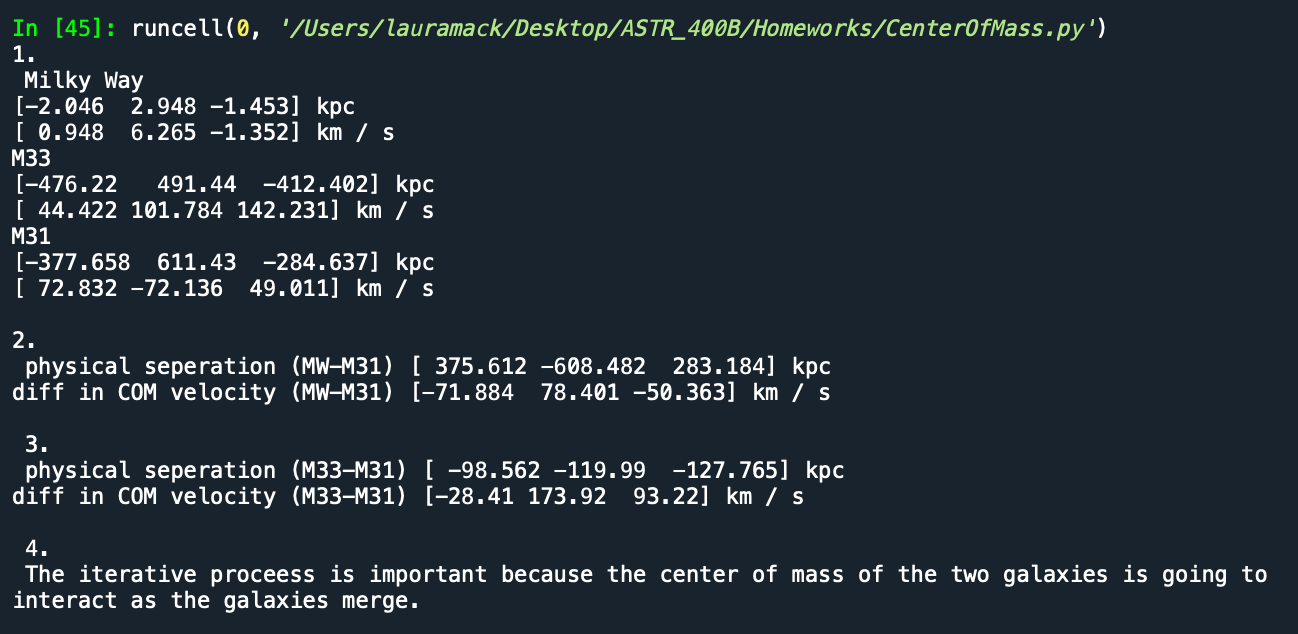 In [45]: runcell(0, '/Users/lauramack/Desktop/ASTR_400B/Homeworks/CenterOfMass.py')
1.
Milky Way
[-2.046  2.948 -1.453] kpc
[ 0.948  6.265 -1.352] km / s
M33
[-476.22   491.44  -412.402] kpc
[ 44.422 101.784 142.231] km / s
M31
[-377.658  611.43  -284.637] kpc
[ 72.832 -72.136  49.011] km / s
2.
physical seperation (MW-M31) [ 375.612 -608.482  283.184] kpc
diff in COM velocity (MW-M31) [-71.884  78.401 -50.363] km / s
3.
physical seperation (M33-M31) [ -98.562 -119.99  -127.765] kpc
diff in COM velocity (M33-M31) [-28.41 173.92  93.22] km / s
4.
The iterative proceess is important because the center of mass of the two galaxies is going to
interact as the galaxies merge.